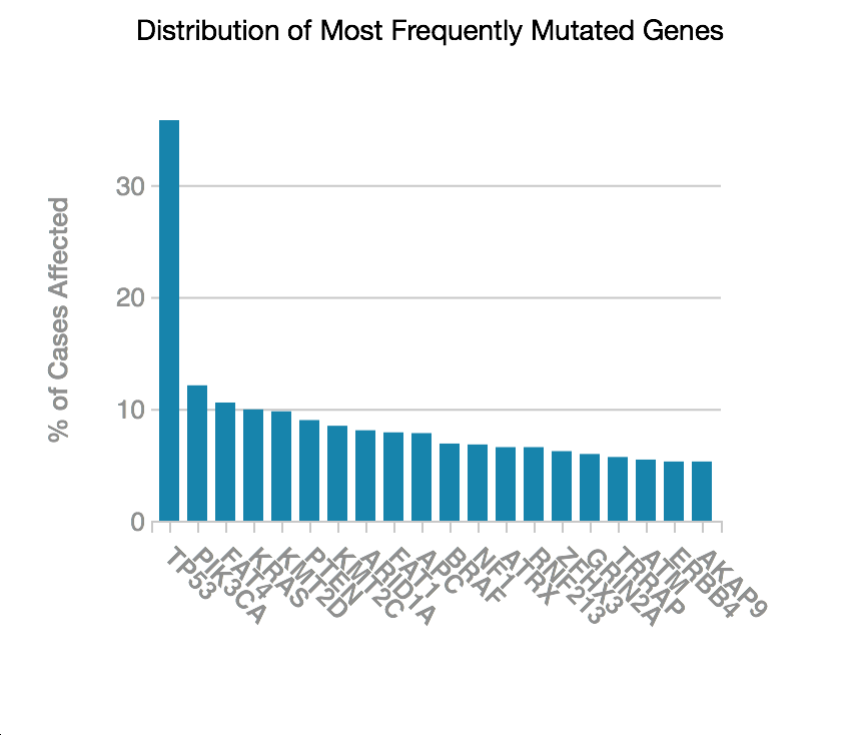 Distribution of Most Frequently Mutated Genes
% of Cases Affected
30
20
10
0
TP53
PIK3CA
FAT4
KRAS
KMT2D
PTEN
KMT2C
ARID1A
FAT1
APC
BRAF
NF1
ATRX
RNF213
ZFHX3
GRIN2A
TRRAP
ATM
ERBB4
AKAP9